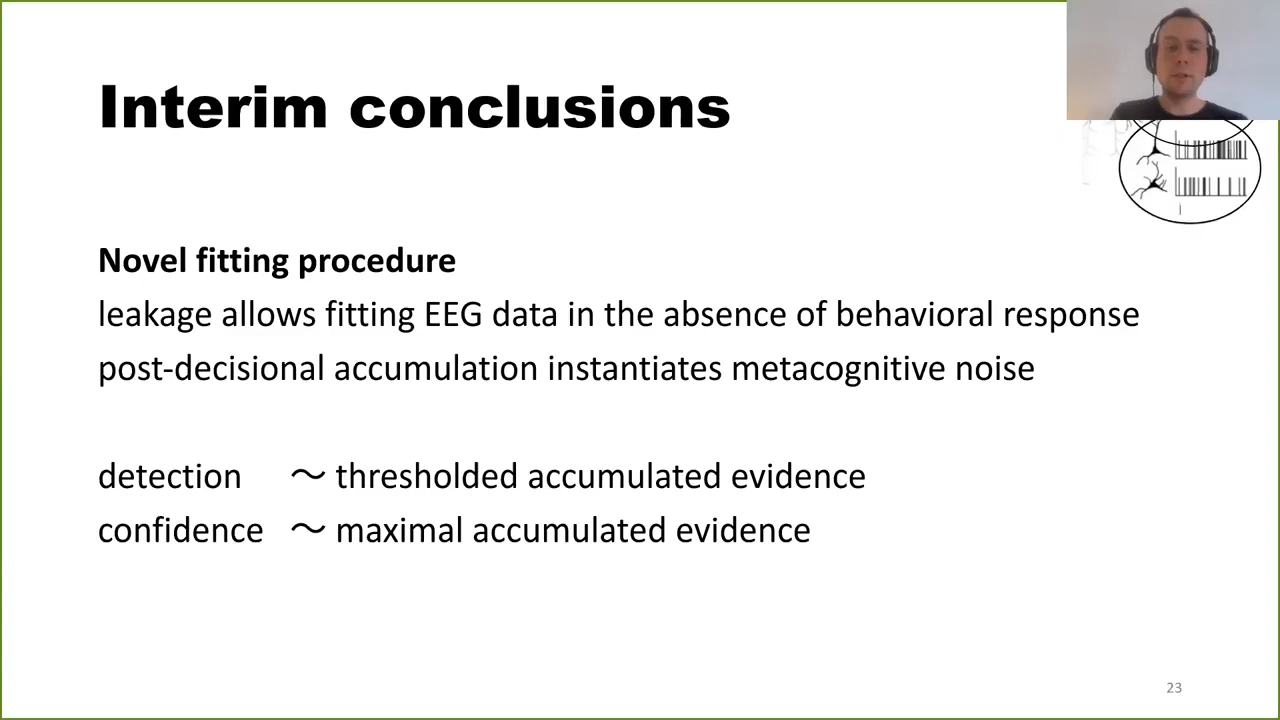 Interim conclusions
Novel fitting procedure
leakage allows fitting EEG data in the absence of behavioral response
post-decisional accumulation instantiates metacognitive noise
detection ～ thresholded accumulated evidence
confidence ～ maximal accumulated evidence
23